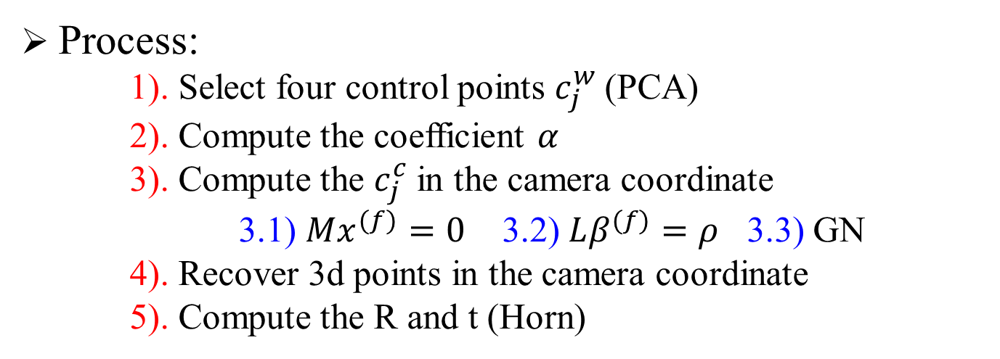 ➢ Process:
1). Select four control points $c_j^w$ (PCA)
2). Compute the coefficient $\alpha$
3). Compute the $c_j^c$ in the camera coordinate
3.1) $Mx^{(f)} = 0$ 3.2) $L\beta^{(f)} = \rho$ 3.3) GN
4). Recover 3d points in the camera coordinate
5). Compute the R and t (Horn)